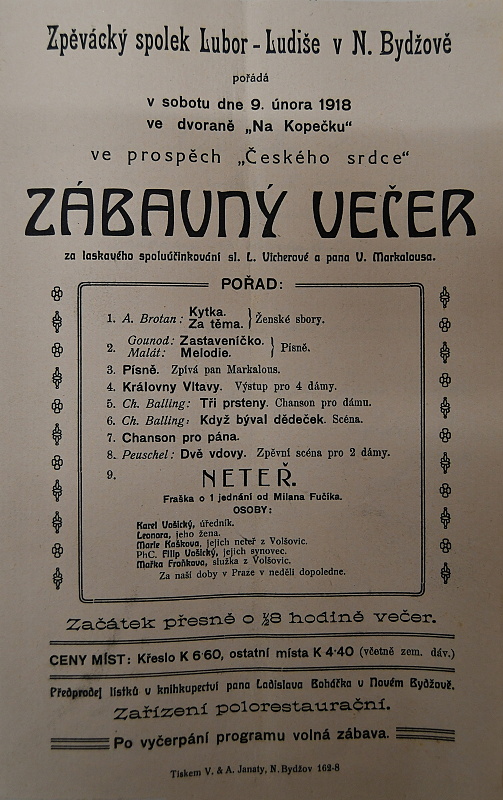 Zpěvácký spolek Lubor - Ludiše v N. Bydžově
pořádá
v sobotu dne 9. února 1918
ve dvoraně „Na Kopečku“
ve prospěch „Českého srdce“
ZÁBAVNÝ VEČER
za laskavého spoluúčinkování sl. L. Vicherové a pana V. Markalousa.
POŘAD:
1. A. Brotan: Kytka. Za téma. } Ženské sbory.
2. Gounod: Zastaveníčko. Malát: Melodie. } Písně.
3. Písně. Zpívá pan Markalous.
4. Královny Vltavy. Výstup pro 4 dámy.
5. Ch. Balling: Tři prsteny. Chanson pro dámu.
6. Ch. Balling: Když býval dědeček. Scéna.
7. Chanson pro pána.
8. Peuschel: Dvě vdovy. Zpěvní scéna pro 2 dámy.
9. NETEŘ.
Fraška o 1 jednání od Milana Fučíka.
OSOBY:
Karel Vošický, úředník.
Leonora, jeho žena.
Marie Koškova, jejich neteř z Volšovic.
PhC. Filip Vošický, jejich synovec.
Mařka Froňkova, služka z Volšovic.
Za naší doby v Praze v neděli dopoledne.
Začátek přesně o ½8 hodině večer.
CENY MÍST: Křeslo K 6·60, ostatní místa K 4·40 (včetně zem. dáv.)
Předprodej lístků v knihkupectví pana Ladislava Boháčka v Novém Bydžově.
Zařízení polorestaurační.
Po vyčerpání programu volná zábava.
Tiskem V. & A. Janaty, N. Bydžov 162-8